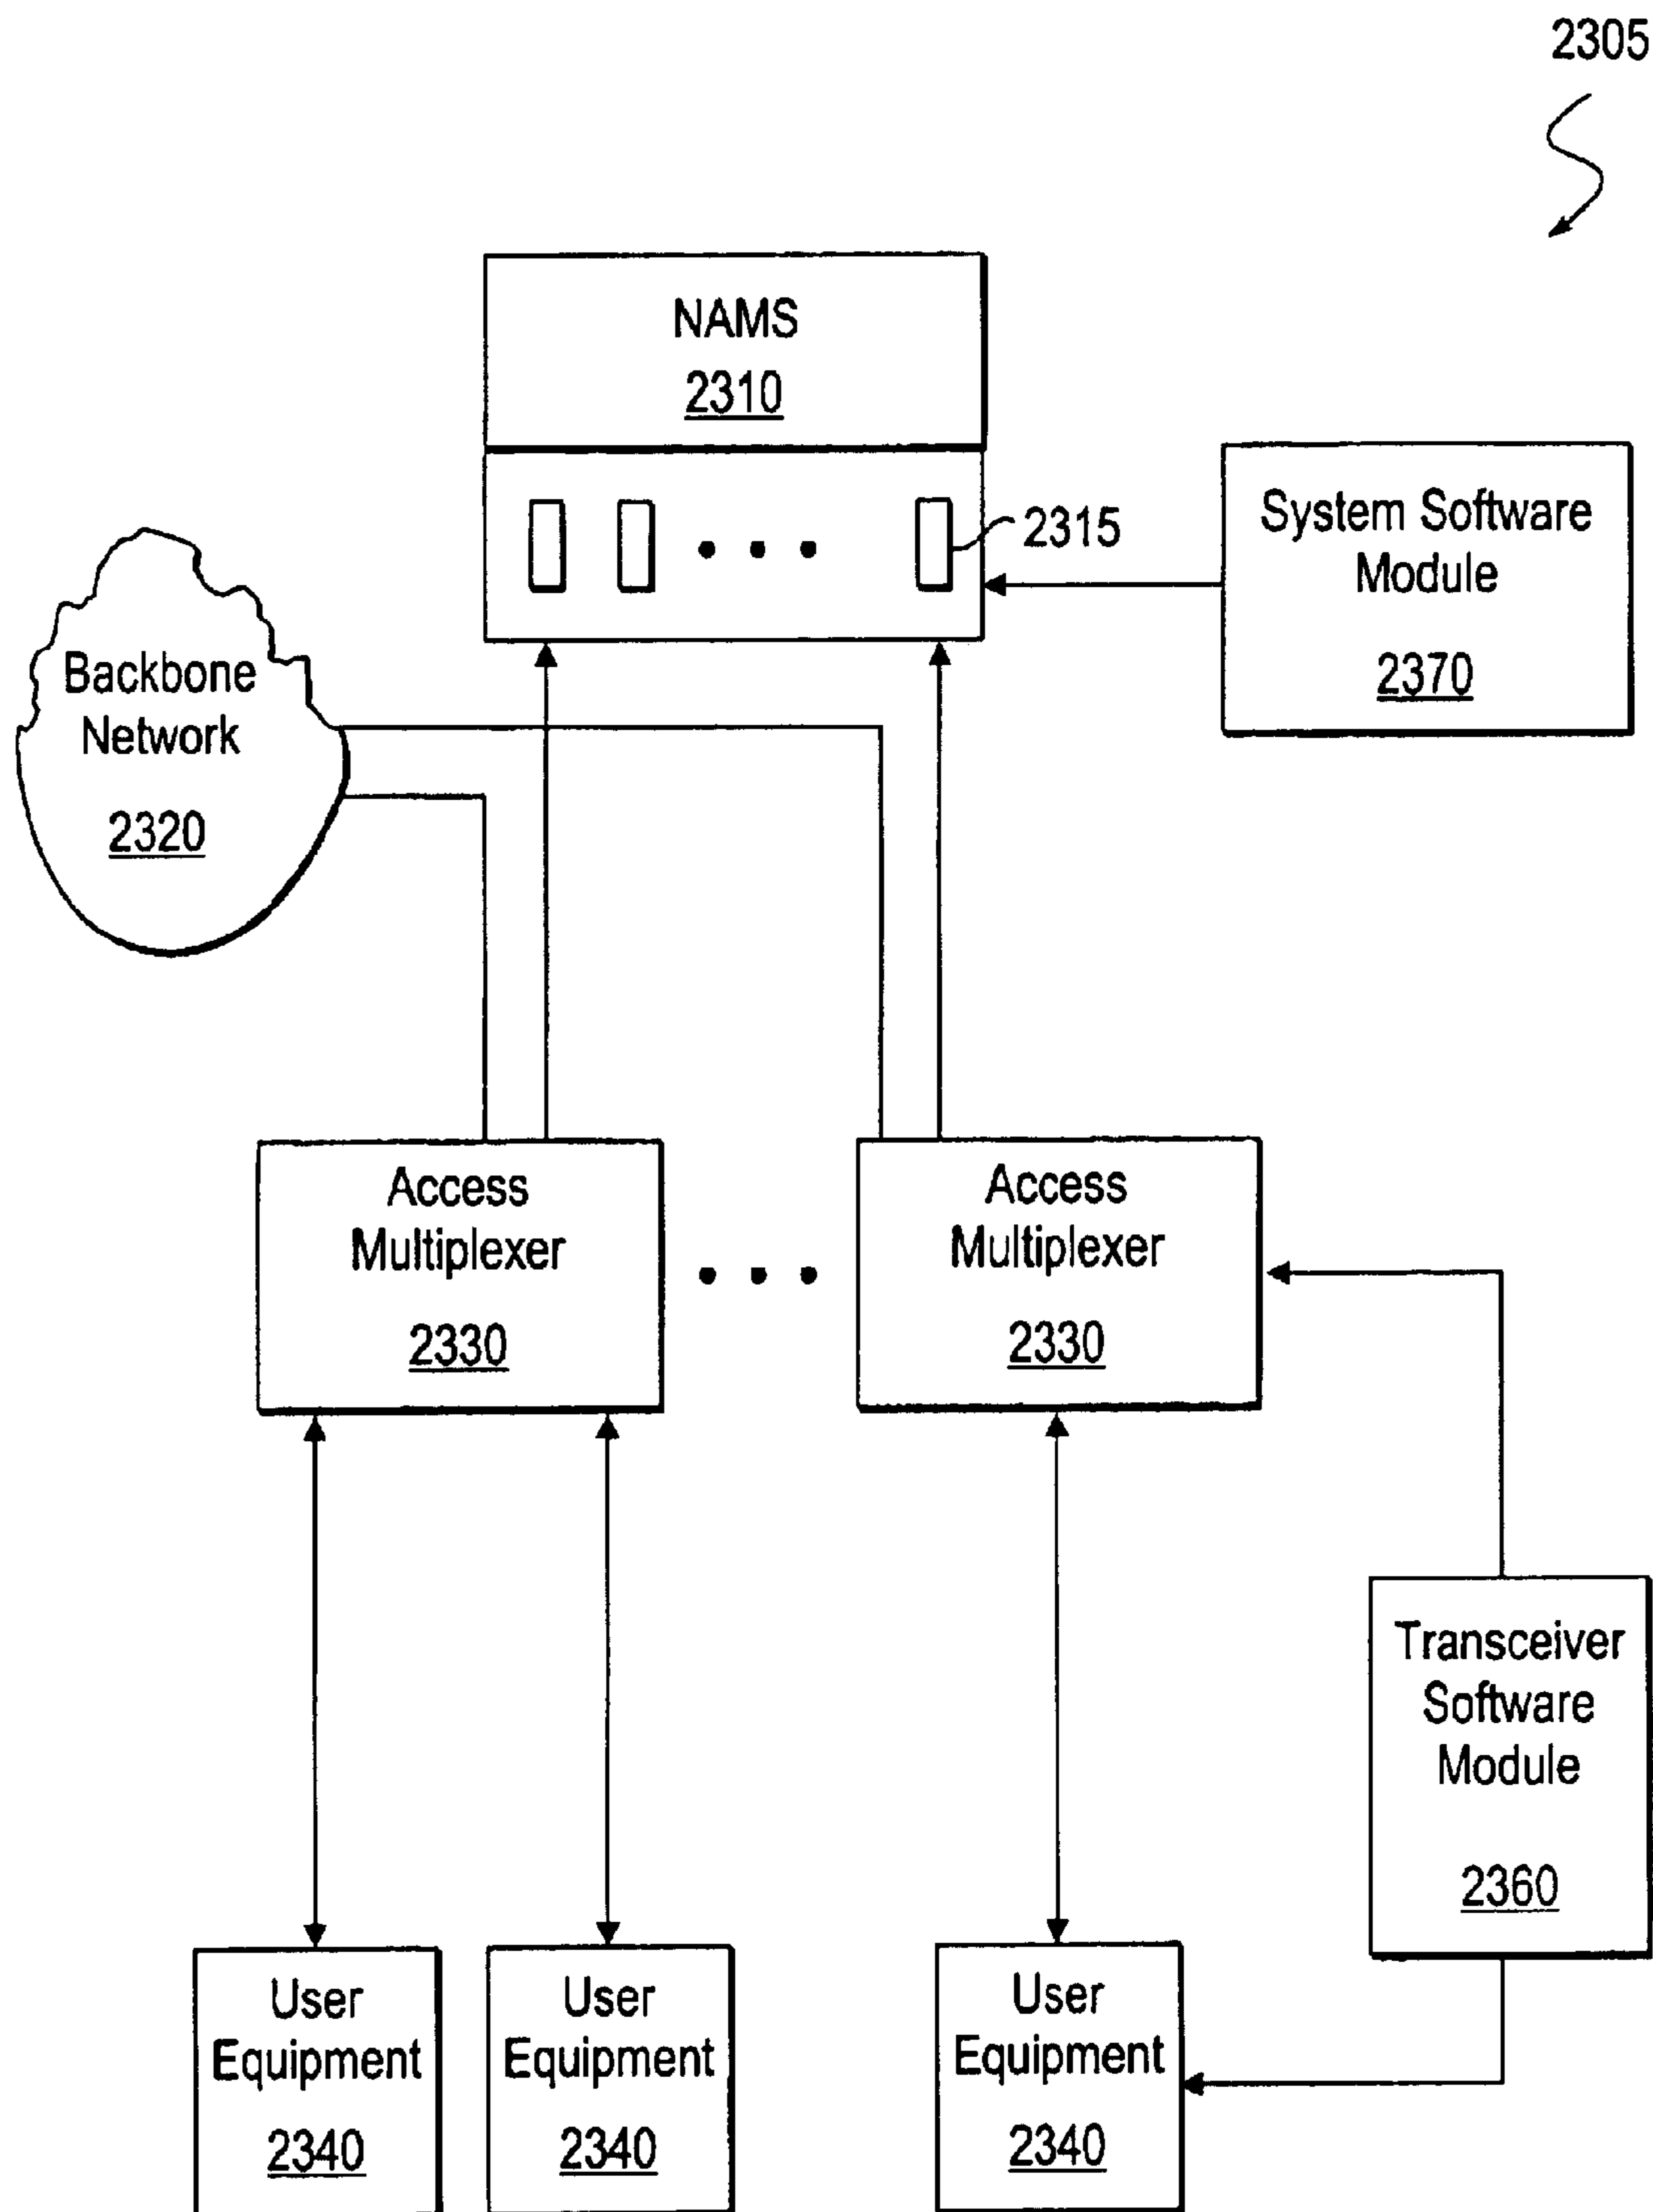 2305
NAMS
2310
2315
System Software
Module
2370
Backbone
Network
2320
Access
Multiplexer
2330
Access
Multiplexer
2330
Transceiver
Software
Module
2360
User
Equipment
2340
User
Equipment
2340
User
Equipment
2340